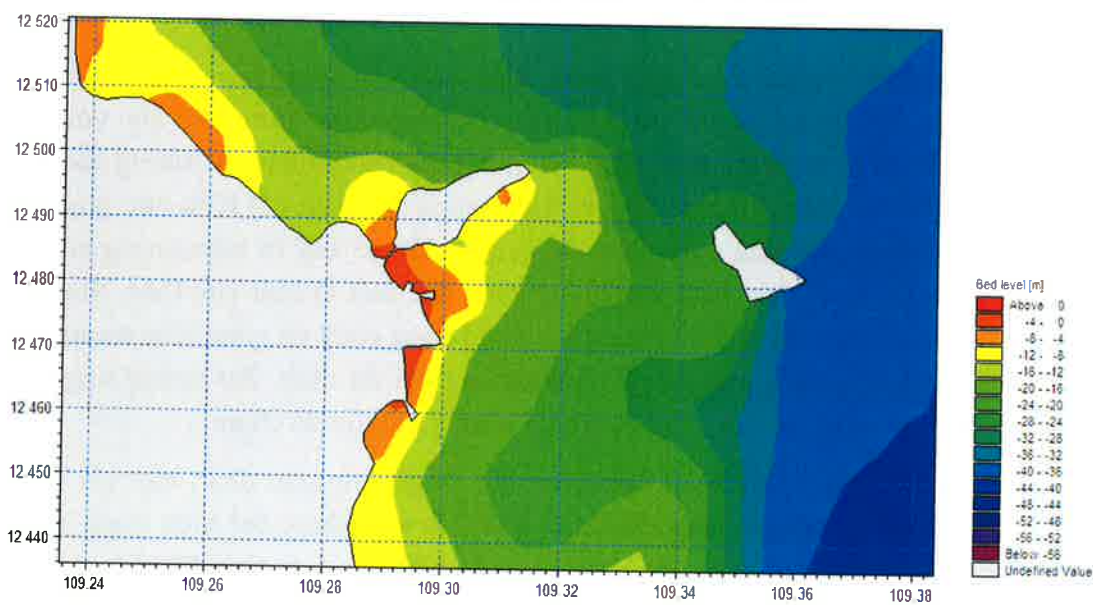 12 520
12 510
12 500
12 490
12 480
12 470
12 460
12 450
12 440
109.24 109.26 109.28 109.30 109.32 109.34 109.36 109.38
Bed level [m]
Above 0
-4 - 0
-8 - -4
-12 - -8
-16 - -12
-20 - -16
-24 - -20
-28 - -24
-32 - -28
-36 - -32
-40 - -36
-44 - -40
-48 - -44
-52 - -48
-56 - -52
Below -56
Undefined Value